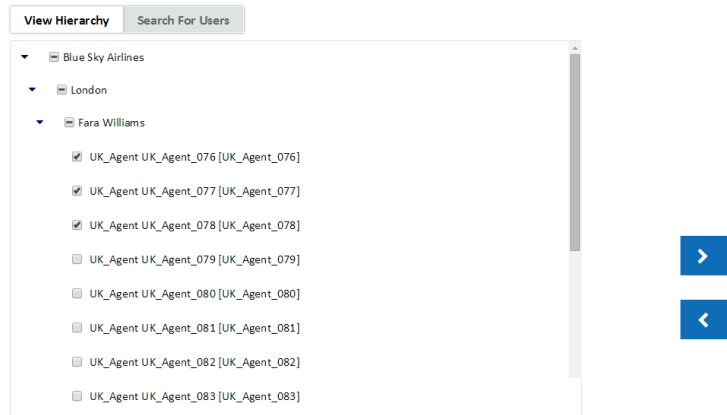 View Hierarchy Search For Users
Blue Sky Airlines
London
Fara Williams
UK_Agent UK_Agent_076 [UK_Agent_076]
UK_Agent UK_Agent_077 [UK_Agent_077]
UK_Agent UK_Agent_078 [UK_Agent_078]
UK_Agent UK_Agent_079 [UK_Agent_079]
UK_Agent UK_Agent_080 [UK_Agent_080]
UK_Agent UK_Agent_081 [UK_Agent_081]
UK_Agent UK_Agent_082 [UK_Agent_082]
UK_Agent UK_Agent_083 [UK_Agent_083]